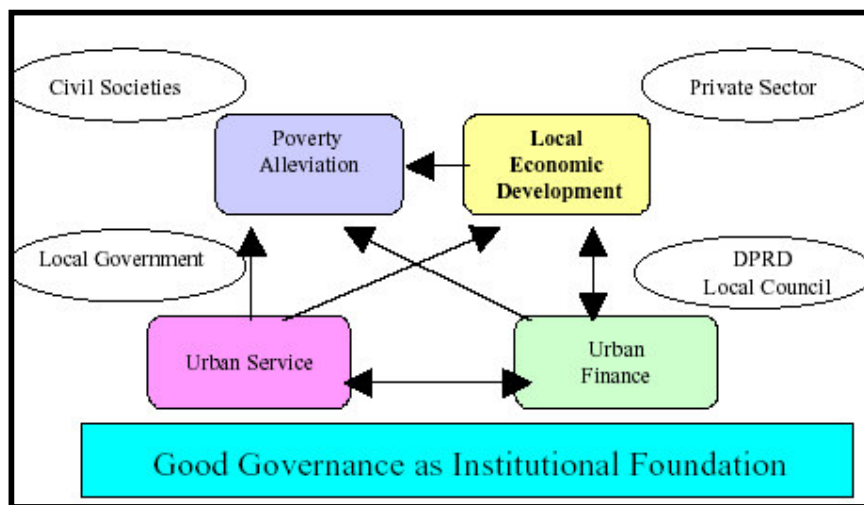 Civil Societies
Private Sector
Poverty
Alleviation
Local
Economic
Development
Local Government
DPRD
Local Council
Urban Service
Urban
Finance
Good Governance as Institutional Foundation